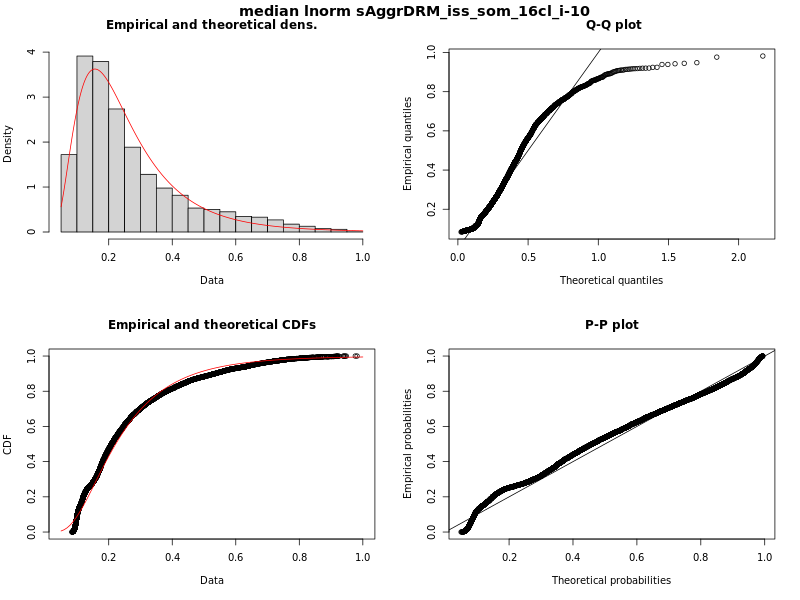 median lnorm sAggrDRM_iss_som_16cl_i-10
Empirical and theoretical dens.
Density
0 1 2 3 4
0.2 0.4 0.6 0.8 1.0
Data
Q-Q plot
Empirical quantiles
0.2 0.4 0.6 0.8 1.0
0.0 0.5 1.0 1.5 2.0
Theoretical quantiles
Empirical and theoretical CDFs
CDF
0.0 0.2 0.4 0.6 0.8 1.0
0.2 0.4 0.6 0.8 1.0
Data
P-P plot
Empirical probabilities
0.0 0.2 0.4 0.6 0.8 1.0
0.2 0.4 0.6 0.8 1.0
Theoretical probabilities